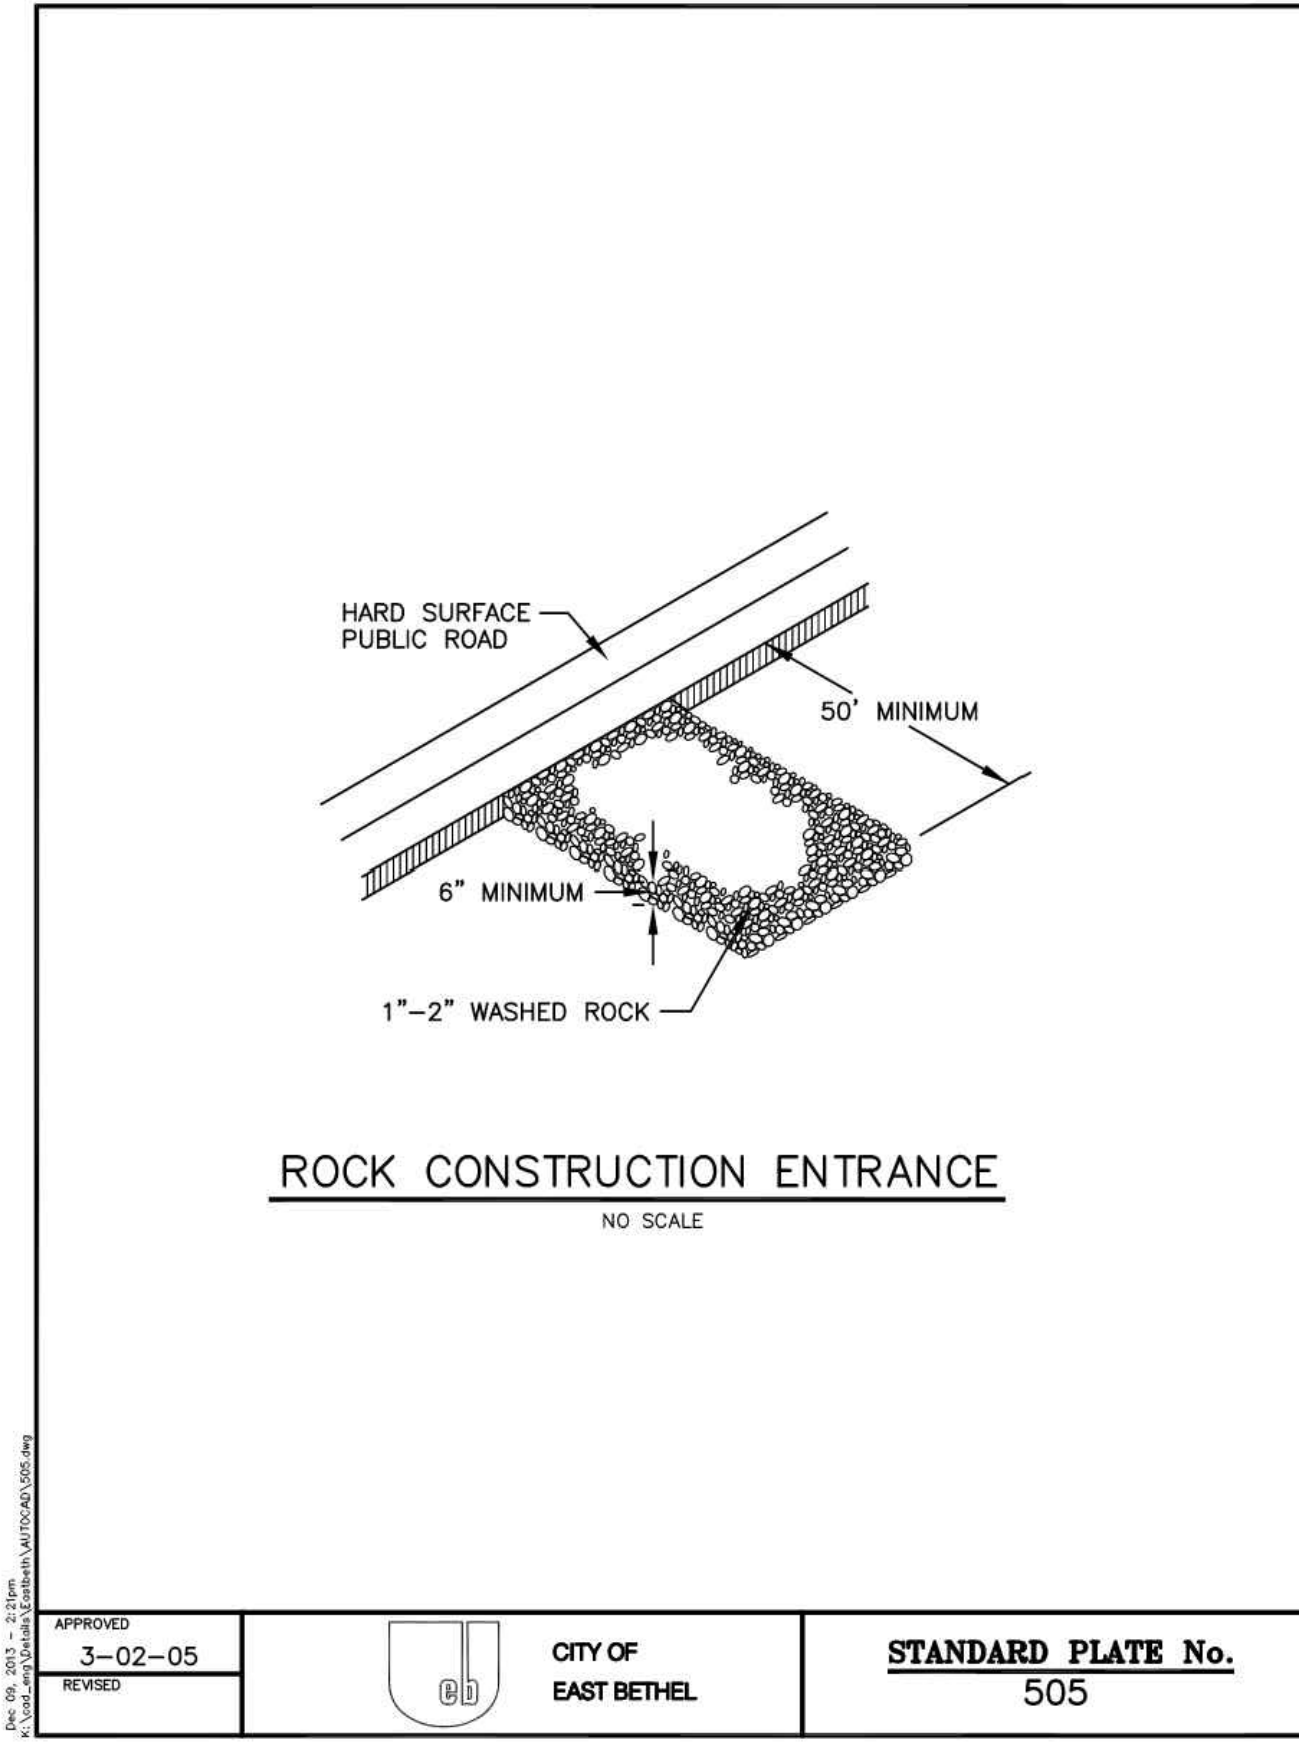 HARD SURFACE
PUBLIC ROAD
50' MINIMUM
6" MINIMUM
1"-2" WASHED ROCK
ROCK CONSTRUCTION ENTRANCE
NO SCALE
Dec 09, 2013 - 2:21pm
K:\cad_eng\Details\Eastbeth\AUTOCAD\505.dwg
APPROVED
3-02-05
REVISED
eb
CITY OF
EAST BETHEL
STANDARD PLATE No.
505